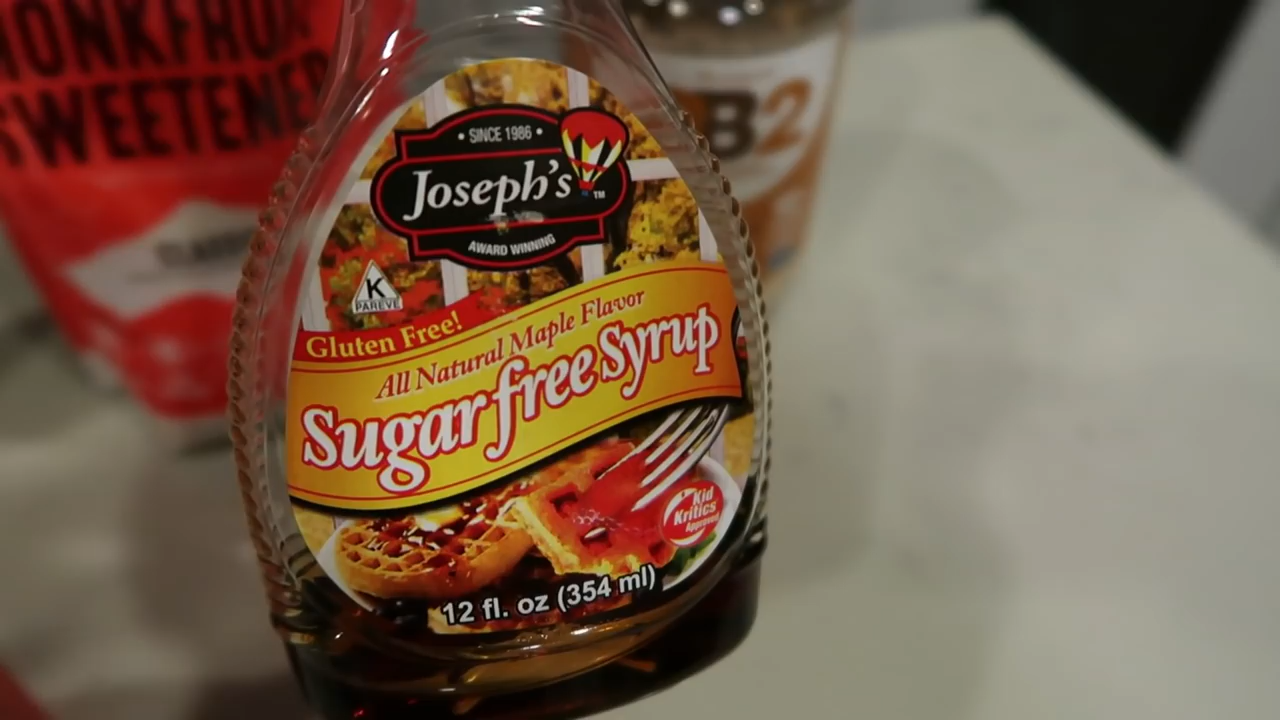 MONKFRUIT
SWEETENER
B2
• SINCE 1986 •
Joseph's
TM
AWARD WINNING
K
PAREVE
Gluten Free!
All Natural Maple Flavor
Sugar free Syrup
Kid
Kritics
Approved
12 fl. oz (354 ml)